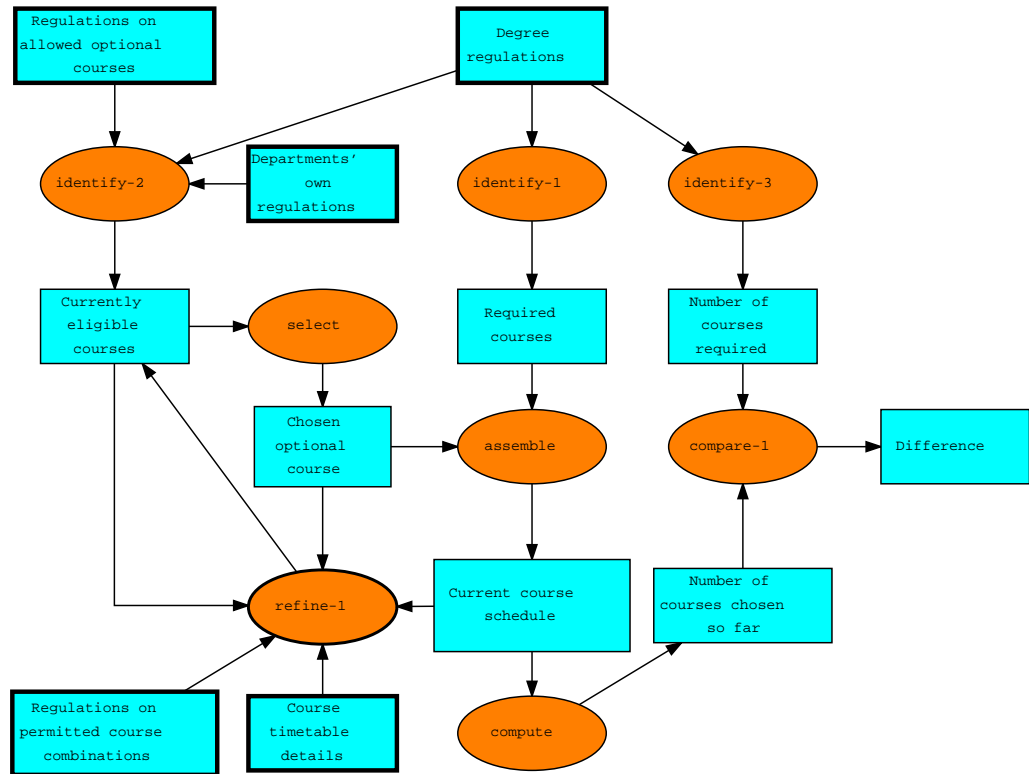 Regulations on
allowed optional
courses
Degree
regulations
identify-2
Departments’
own
regulations
identify-1
identify-3
Currently
eligible
courses
select
Required
courses
Number of
courses
required
Chosen
optional
course
assemble
compare-1
Difference
refine-1
Current course
schedule
Number of
courses chosen
so far
Regulations on
permitted course
combinations
Course
timetable
details
compute